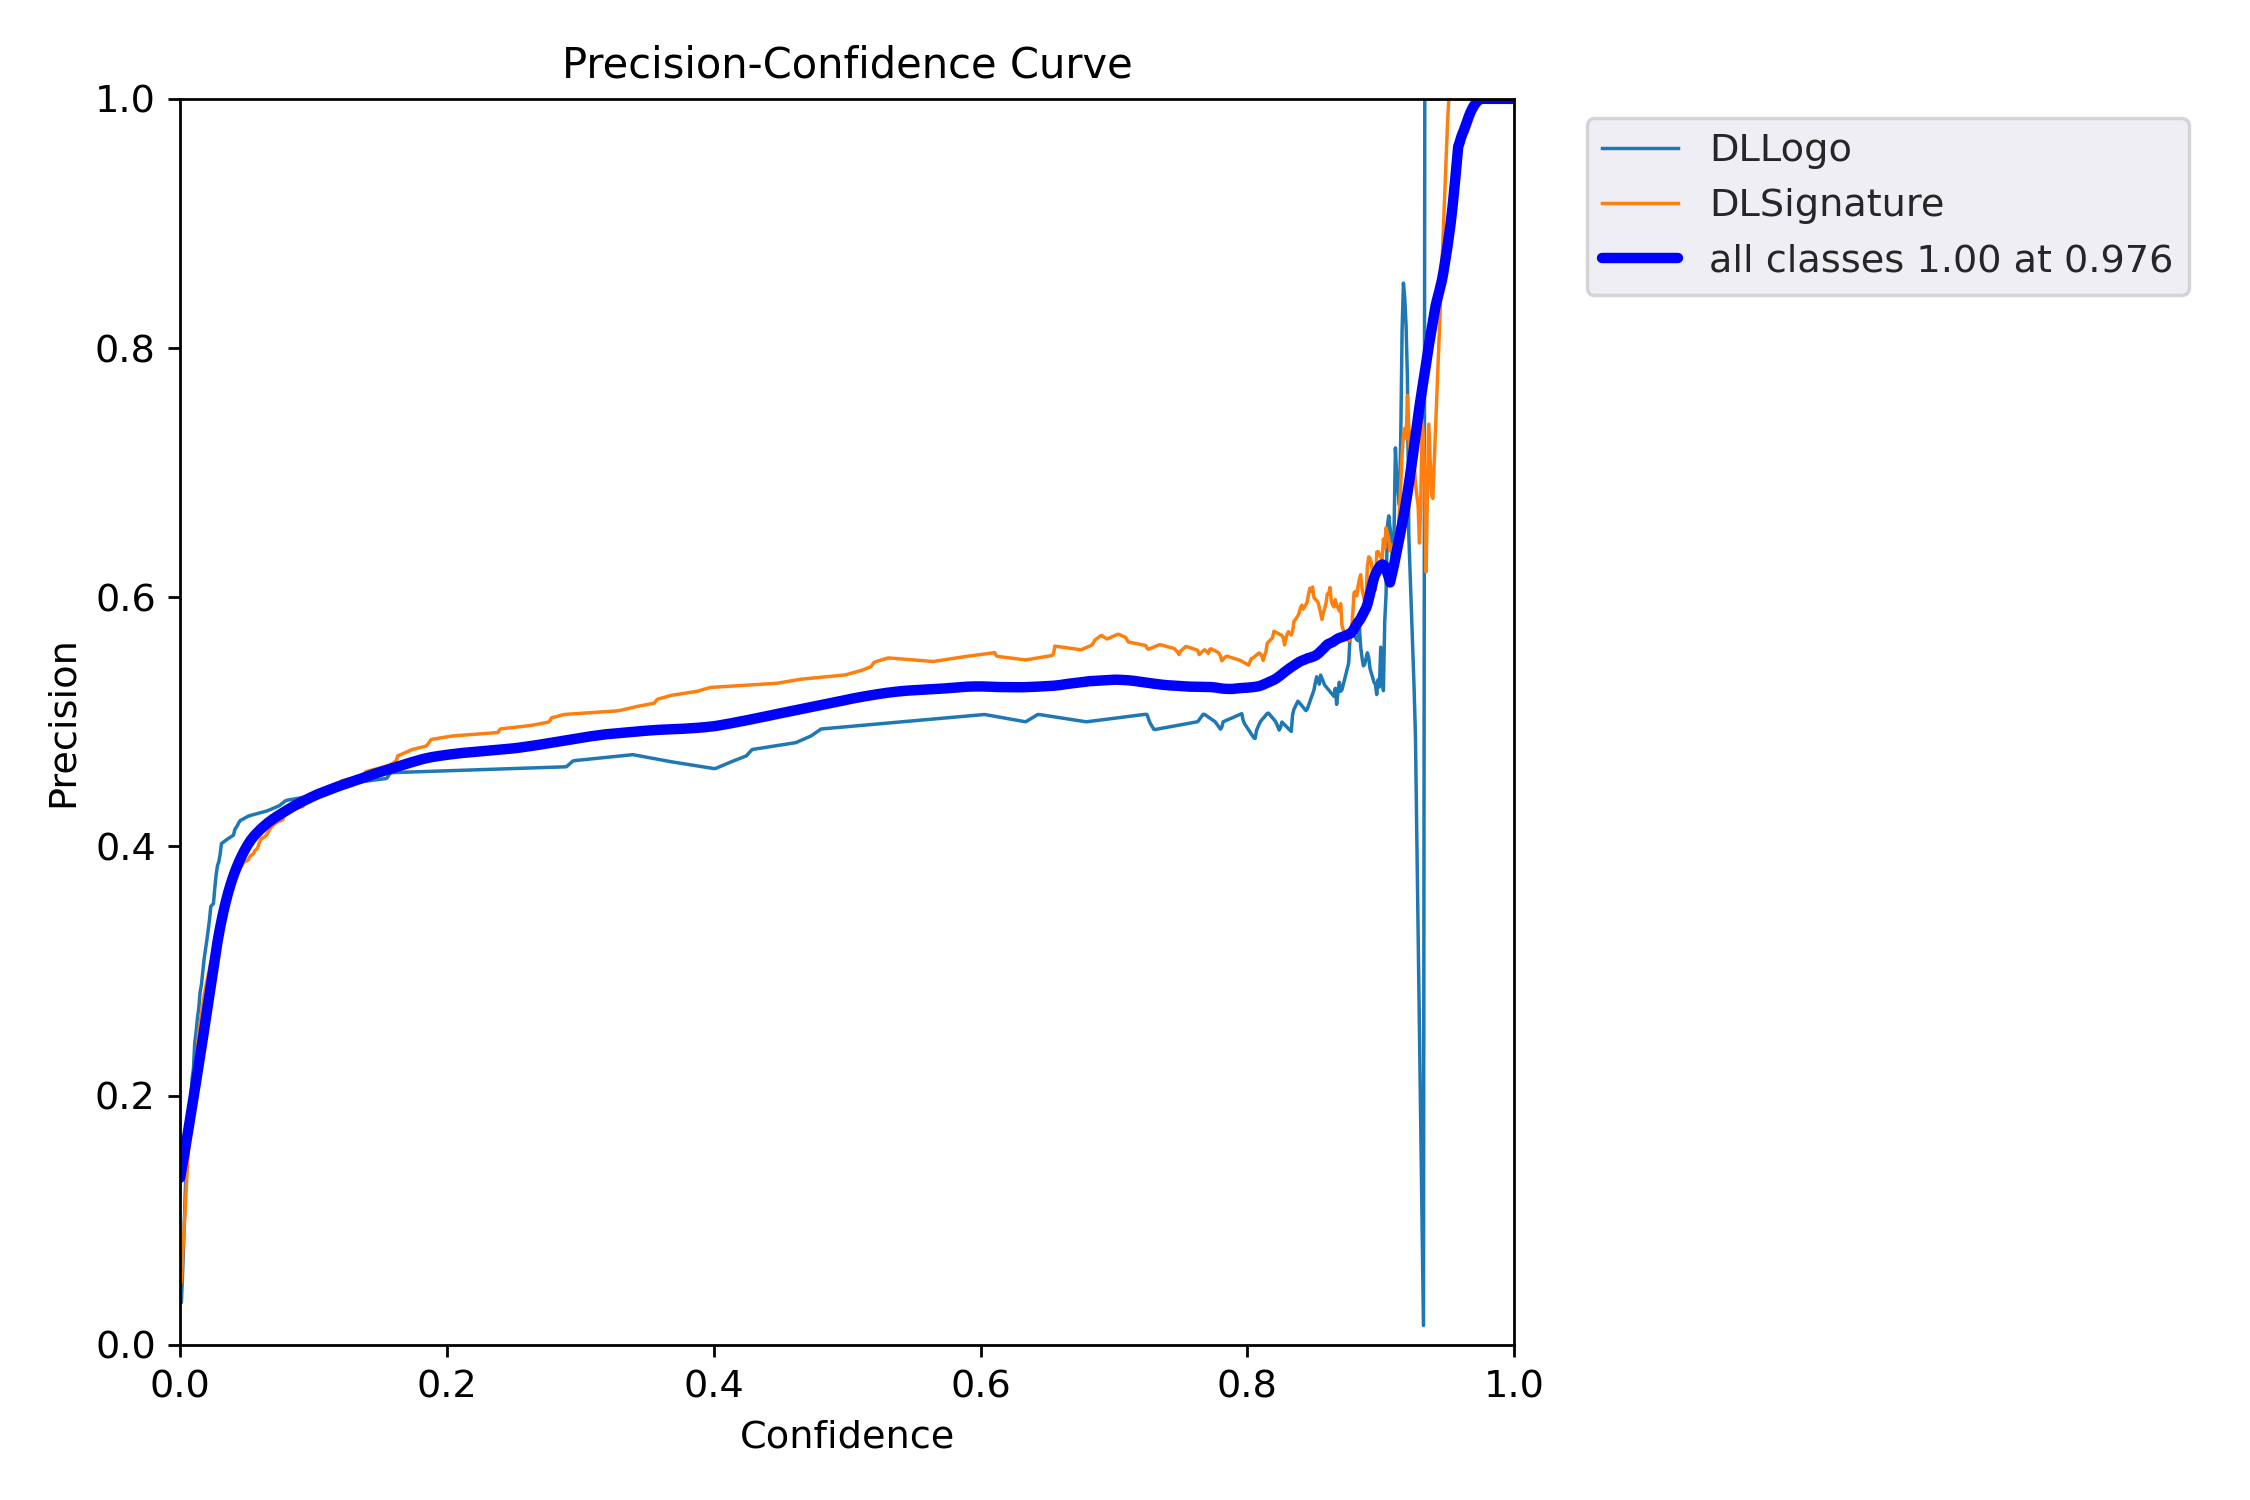 Precision-Confidence Curve
1.0
0.8
0.6
0.4
0.2
0.0
Precision
0.0 0.2 0.4 0.6 0.8 1.0
Confidence
DLLogo
DLSignature
all classes 1.00 at 0.976